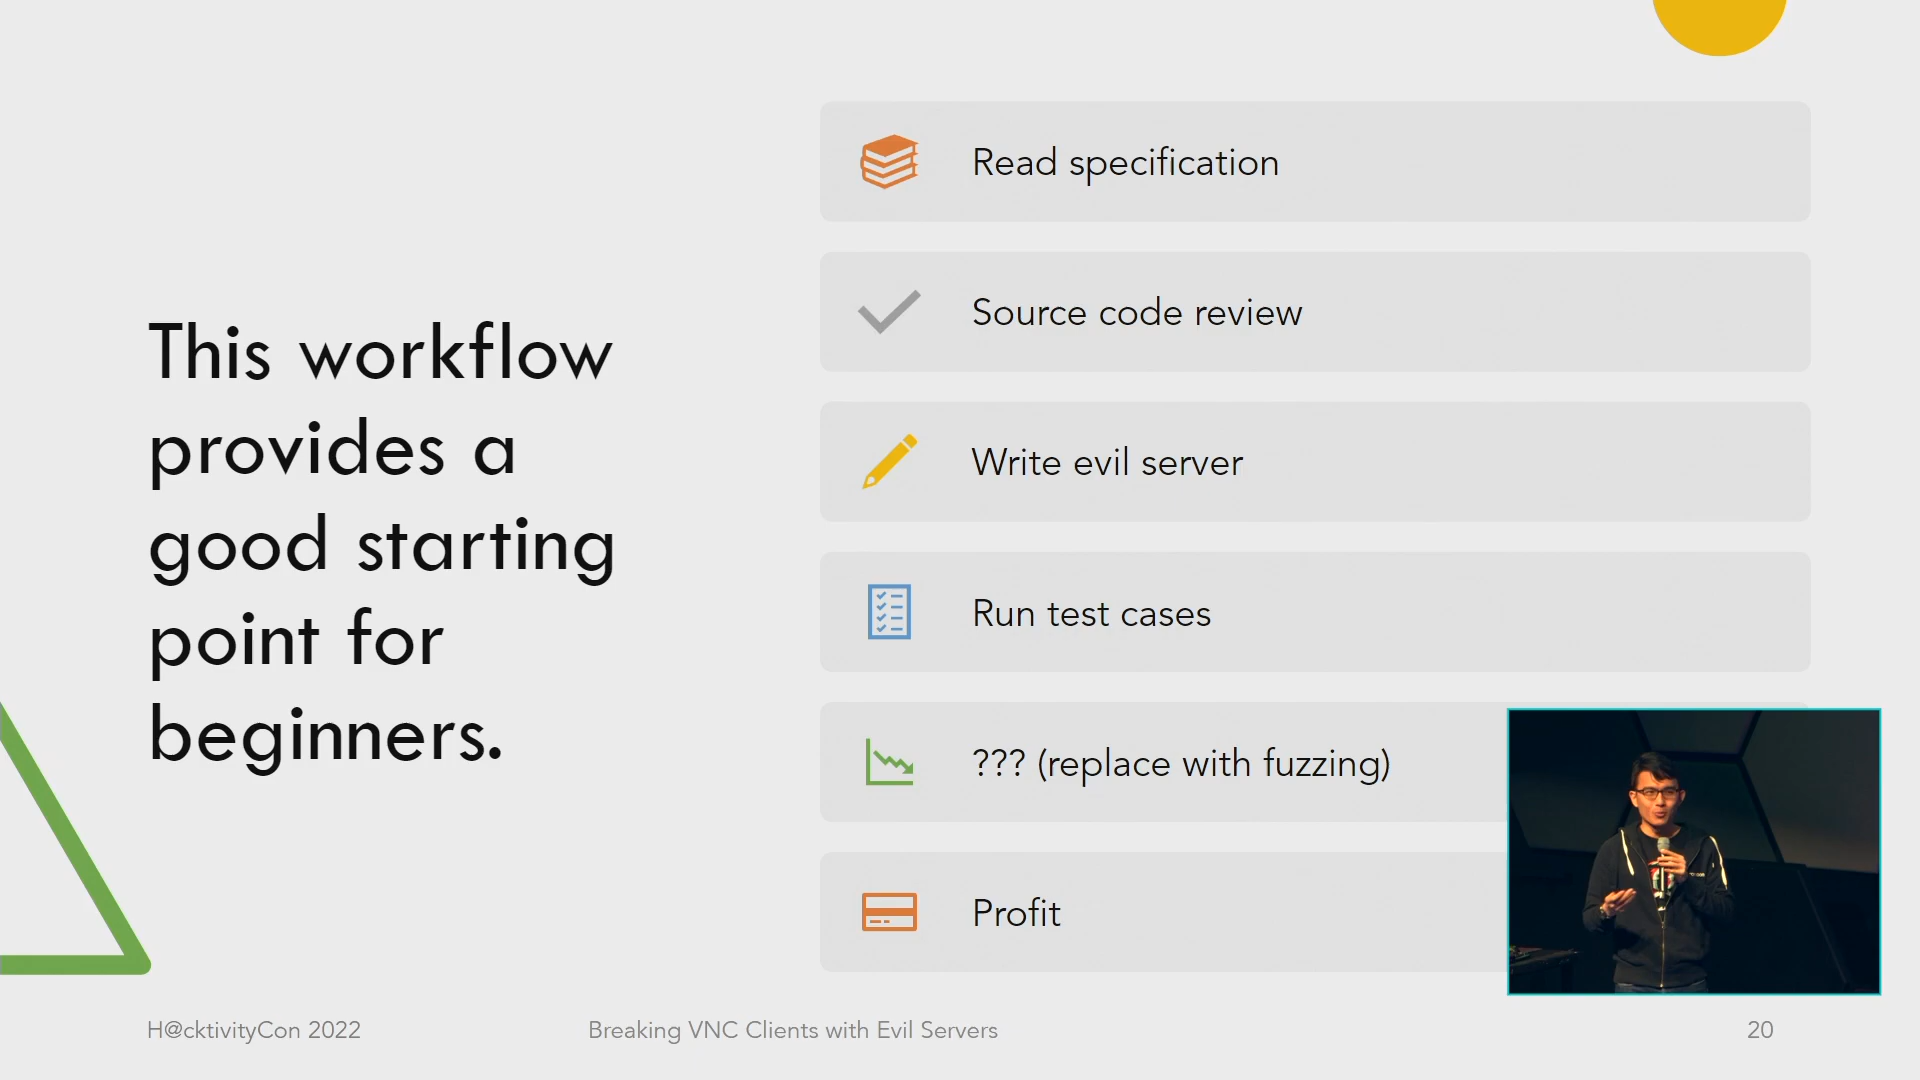 This workflow
provides a
good starting
point for
beginners.
Read specification
Source code review
Write evil server
Run test cases
??? (replace with fuzzing)
Profit
H@cktivityCon 2022
Breaking VNC Clients with Evil Servers
20